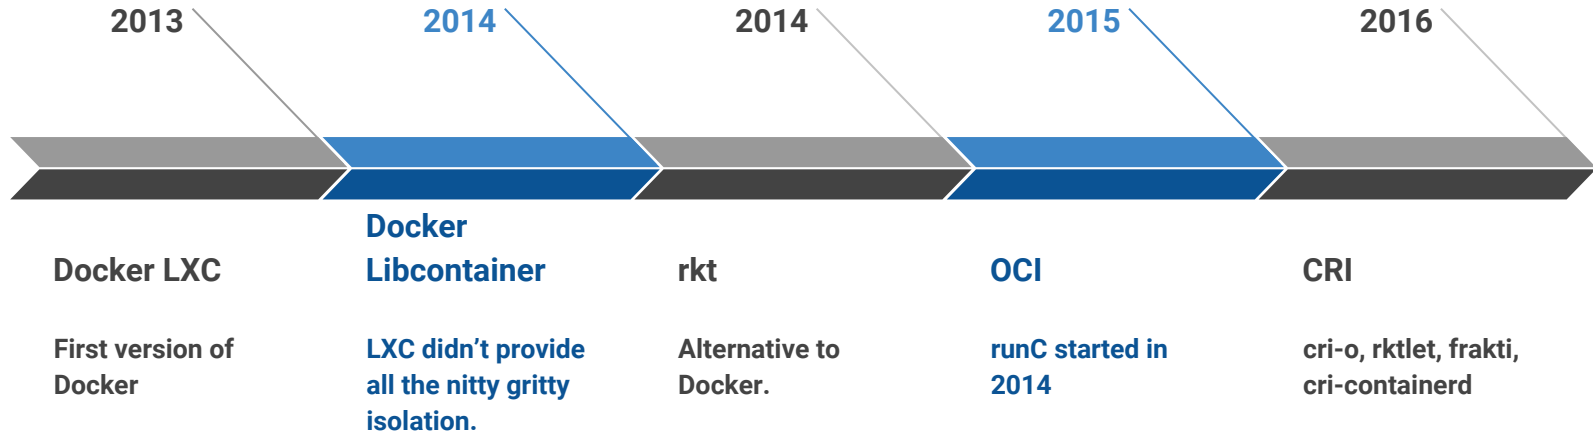 2013
2014
2014
2015
2016
Docker LXC
First version of
Docker
Docker
Libcontainer
LXC didn’t provide
all the nitty gritty
isolation.
rkt
Alternative to
Docker.
OCI
runC started in
2014
CRI
cri-o, rktlet, frakti,
cri-containerd